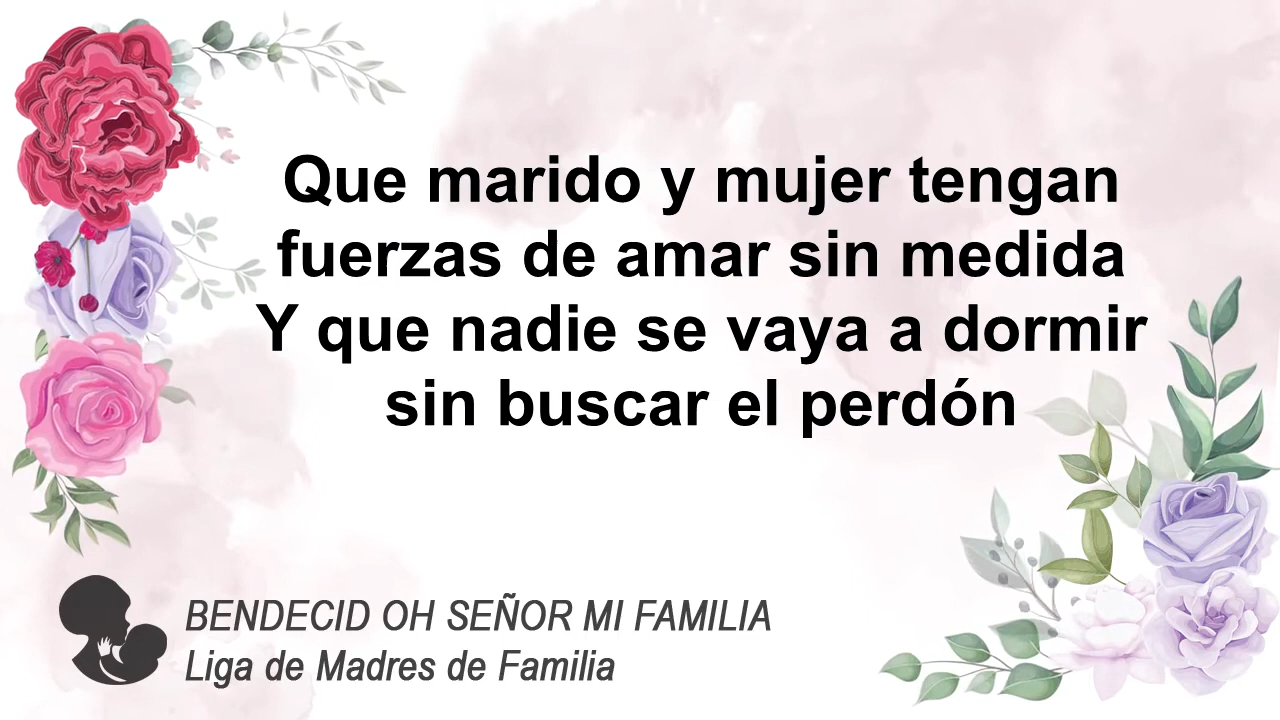 Que marido y mujer tengan
fuerzas de amar sin medida
Y que nadie se vaya a dormir
sin buscar el perdón
BENDECID OH SEÑOR MI FAMILIA
Liga de Madres de Familia